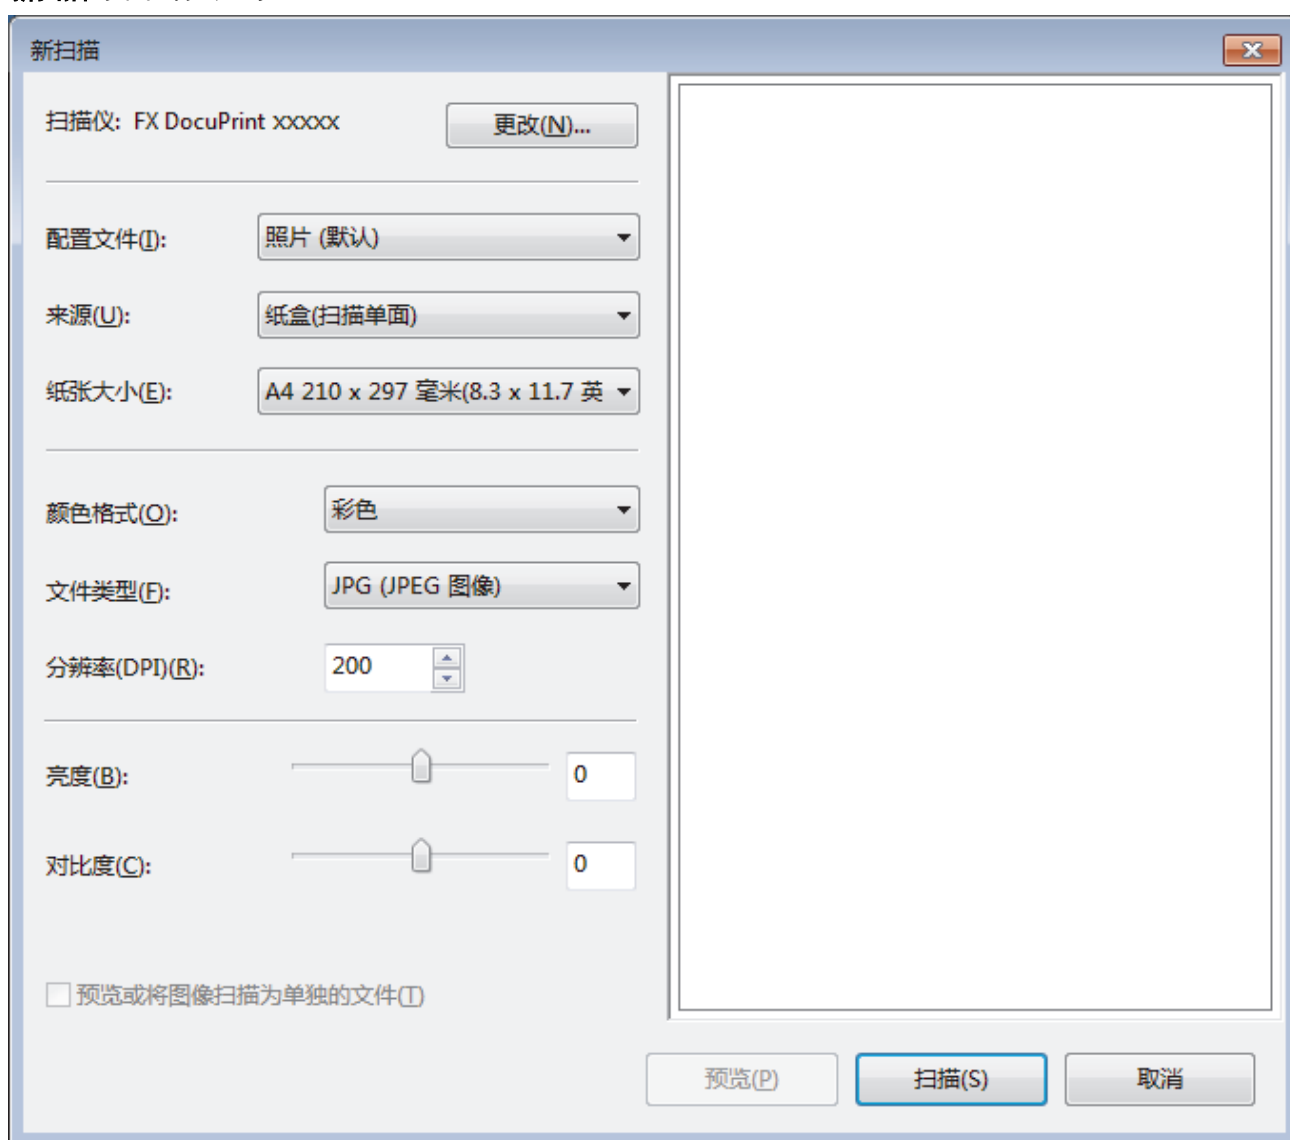 新扫描
扫描仪: FX DocuPrint xxxxx
更改(N)...
配置文件(I):
照片 (默认)
来源(U):
纸盒(扫描单面)
纸张大小(E):
A4 210 x 297 毫米(8.3 x 11.7 英
颜色格式(O):
彩色
文件类型(F):
JPG (JPEG 图像)
分辨率(DPI)(R):
200
亮度(B):
0
对比度(C):
0
预览或将图像扫描为单独的文件(T)
预览(P)
扫描(S)
取消